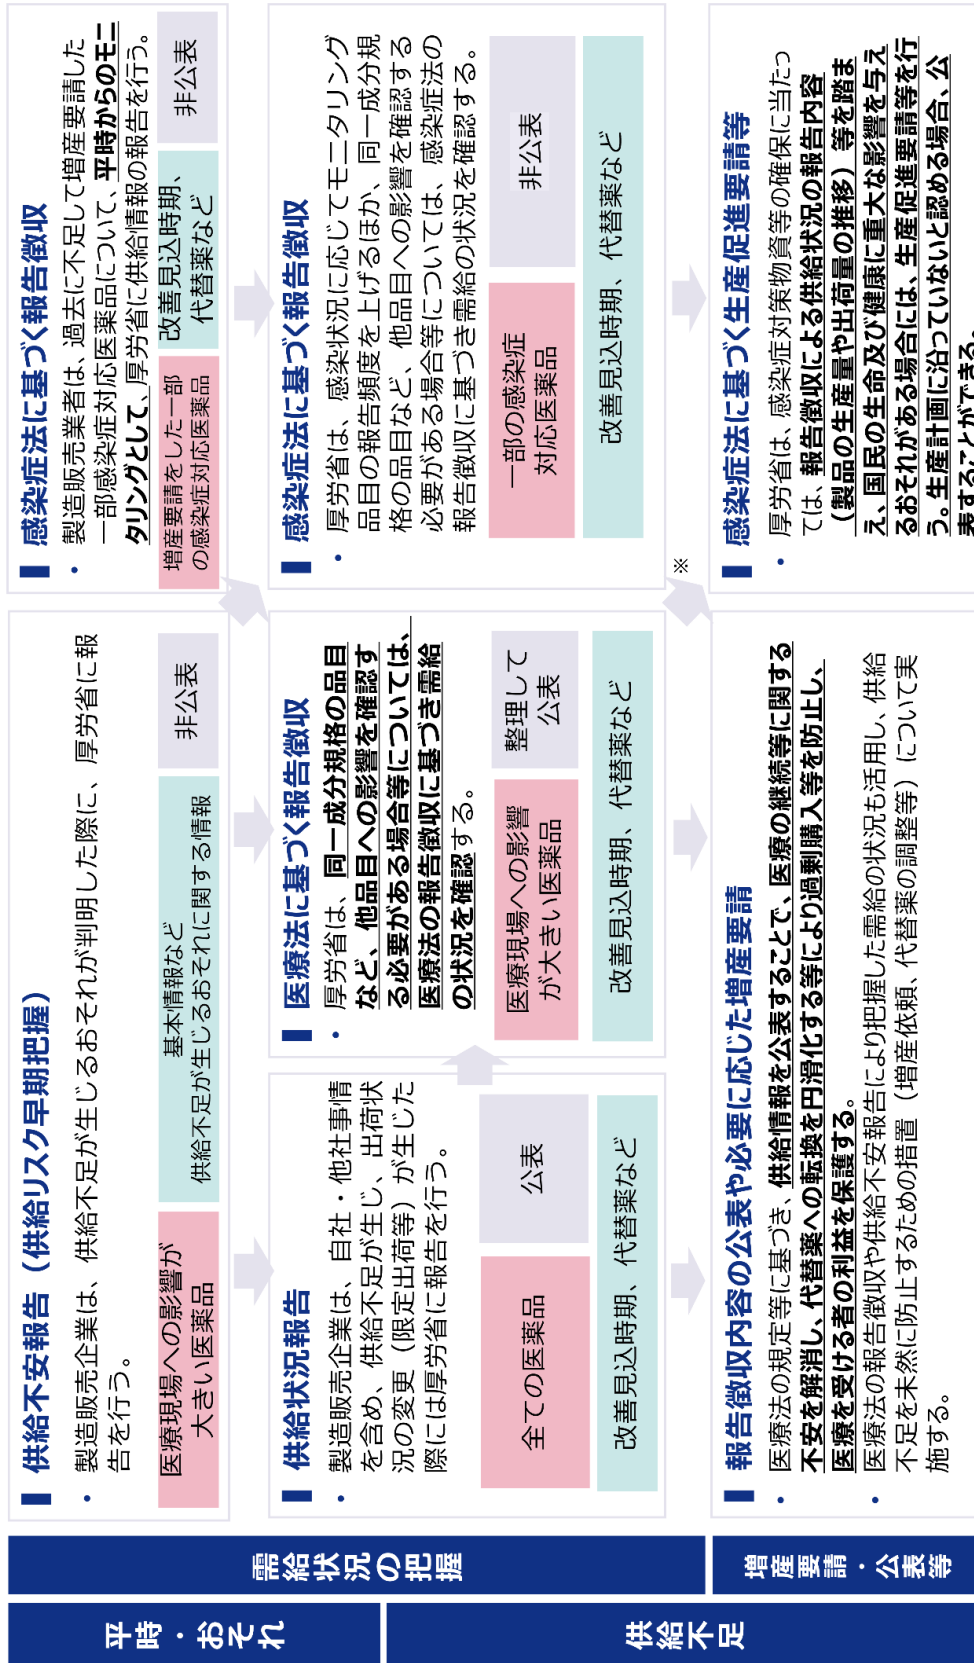 平時・おそれ
供給不足
需給状況の把握
増産要請・公表等
供給不安報告（供給リスク早期把握）
・ 製造販売企業は、供給不足が生じるおそれが判明した際に、厚労省に報
告を行う。
医療現場への影響が
大きい医薬品
基本情報など
供給不足が生じるおそれに関する情報
非公表
感染症法に基づく報告徴収
・ 製造販売業者は、過去に不足して増産要請した
一部感染症対応医薬品について、平時からのモニ
タリングとして、厚労省に供給情報の報告を行う。
増産要請をした一部
の感染症対応医薬品
改善見込時期、
代替薬など
非公表
供給状況報告
・ 製造販売企業は、自社・他社事情
を含め、供給不足が生じ、出荷状
況の変更（限定出荷等）が生じた
際には厚労省に報告を行う。
全ての医薬品
公表
改善見込時期、代替薬など
医療法に基づく報告徴収
・ 厚労省は、同一成分規格の品目
など、他品目への影響を確認す
る必要がある場合等については、
医療法の報告徴収に基づき需給
の状況を確認する。
医療現場への影響
が大きい医薬品
整理して
公表
改善見込時期、代替薬など
感染症法に基づく報告徴収
・ 厚労省は、感染状況に応じてモニタリング
品目の報告頻度を上げるほか、同一成分規
格の品目など、他品目への影響を確認する
必要がある場合等については、感染症法の
報告徴収に基づき需給の状況を確認する。
一部の感染症
対応医薬品
非公表
改善見込時期、代替薬など
※
報告徴収内容の公表や必要に応じた増産要請
・ 医療法の規定等に基づき、供給情報を公表することで、医療の継続等に関する
不安を解消し、代替薬への転換を円滑化する等により過剰購入等を防止し、
医療を受ける者の利益を保護する。
・ 医療法の報告徴収や供給不安報告により把握した需給の状況も活用し、供給
不足を未然に防止するための措置（増産依頼、代替薬の調整等）について実
施する。
感染症法に基づく生産促進要請等
・ 厚労省は、感染症対策物資等の確保に当たっ
ては、報告徴収による供給状況の報告内容
（製品の生産量や出荷量の推移）等を踏ま
え、国民の生命及び健康に重大な影響を与え
るおそれがある場合には、生産促進要請等を行
う。生産計画に沿っていないと認める場合、公
表することができる。